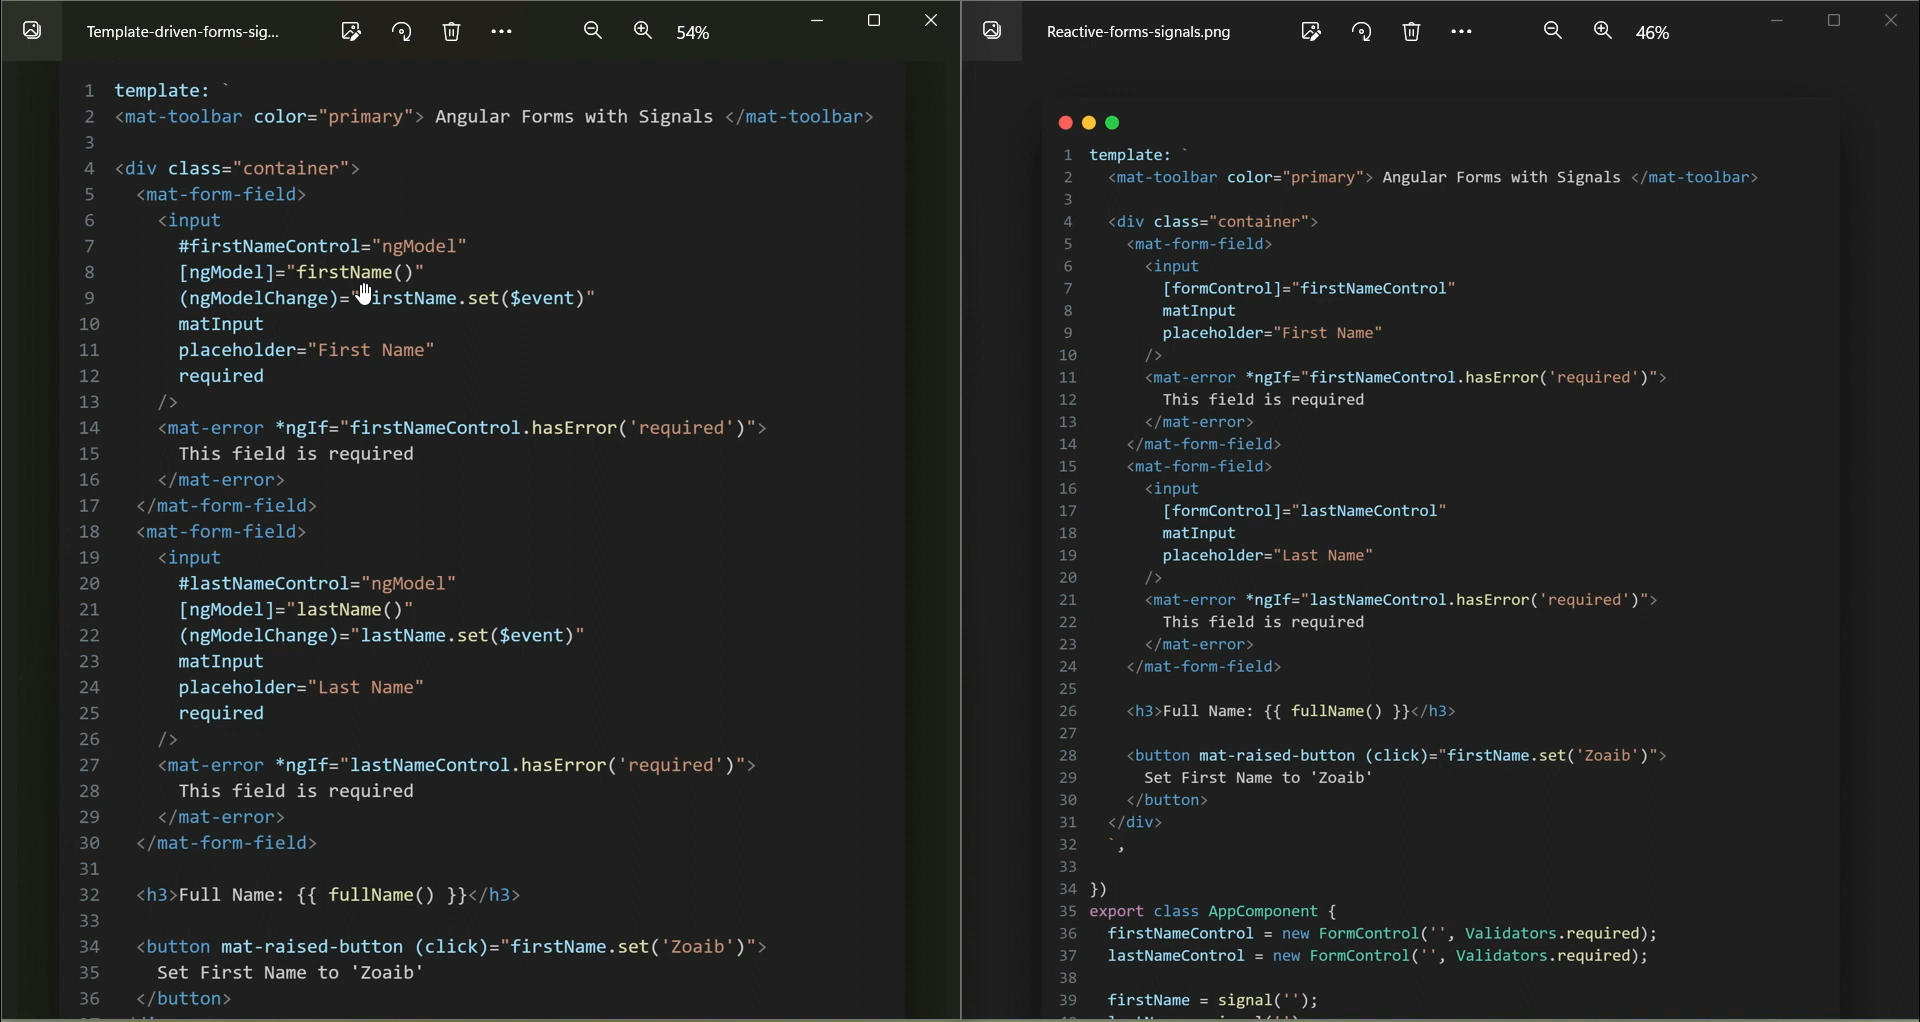 Template-driven-forms-sig...
54%
1 template: `
2 <mat-toolbar color="primary"> Angular Forms with Signals </mat-toolbar>
3
4 <div class="container">
5 <mat-form-field>
6 <input
7 #firstNameControl="ngModel"
8 [ngModel]="firstName()"
9 (ngModelChange)="firstName.set($event)"
10 matInput
11 placeholder="First Name"
12 required
13 />
14 <mat-error *ngIf="firstNameControl.hasError('required')">
15 This field is required
16 </mat-error>
17 </mat-form-field>
18 <mat-form-field>
19 <input
20 #lastNameControl="ngModel"
21 [ngModel]="lastName()"
22 (ngModelChange)="lastName.set($event)"
23 matInput
24 placeholder="Last Name"
25 required
26 />
27 <mat-error *ngIf="lastNameControl.hasError('required')">
28 This field is required
29 </mat-error>
30 </mat-form-field>
31
32 <h3>Full Name: {{ fullName() }}</h3>
33
34 <button mat-raised-button (click)="firstName.set('Zoaib')">
35 Set First Name to 'Zoaib'
36 </button>
Reactive-forms-signals.png
46%
1 template: `
2 <mat-toolbar color="primary"> Angular Forms with Signals </mat-toolbar>
3
4 <div class="container">
5 <mat-form-field>
6 <input
7 [formControl]="firstNameControl"
8 matInput
9 placeholder="First Name"
10 />
11 <mat-error *ngIf="firstNameControl.hasError('required')">
12 This field is required
13 </mat-error>
14 </mat-form-field>
15 <mat-form-field>
16 <input
17 [formControl]="lastNameControl"
18 matInput
19 placeholder="Last Name"
20 />
21 <mat-error *ngIf="lastNameControl.hasError('required')">
22 This field is required
23 </mat-error>
24 </mat-form-field>
25
26 <h3>Full Name: {{ fullName() }}</h3>
27
28 <button mat-raised-button (click)="firstName.set('Zoaib')">
29 Set First Name to 'Zoaib'
30 </button>
31 </div>
32 `,
33
34 })
35 export class AppComponent {
36 firstNameControl = new FormControl('', Validators.required);
37 lastNameControl = new FormControl('', Validators.required);
38
39 firstName = signal('');